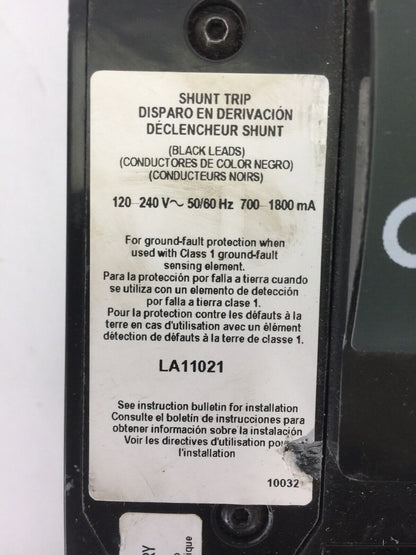 SHUNT TRIP
DISPARO EN DERIVACIÓN
DÉCLENCHEUR SHUNT
(BLACK LEADS)
(CONDUCTORES DE COLOR NEGRO)
(CONDUCTEURS NOIRS)
120–240 V∼ 50/60 Hz 700–1800 mA
For ground-fault protection when
used with Class 1 ground-fault
sensing element.
Para la protección por falla a tierra cuando
se utiliza con un elemento de detección
por falla a tierra clase 1.
Pour la protection contre les défauts à la
terre en cas d'utilisation avec un élément
détection de défauts à la terre de classe 1.
LA11021
See instruction bulletin for installation
Consulte el boletín de instrucciones para
obtener información sobre la instalación
Voir les directives d'utilisation pour
l'installation
10032